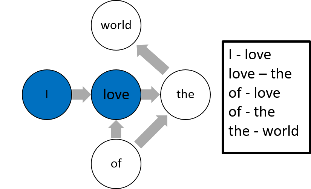 world
I love the
of
I - love
love – the
of - love
of - the
the - world